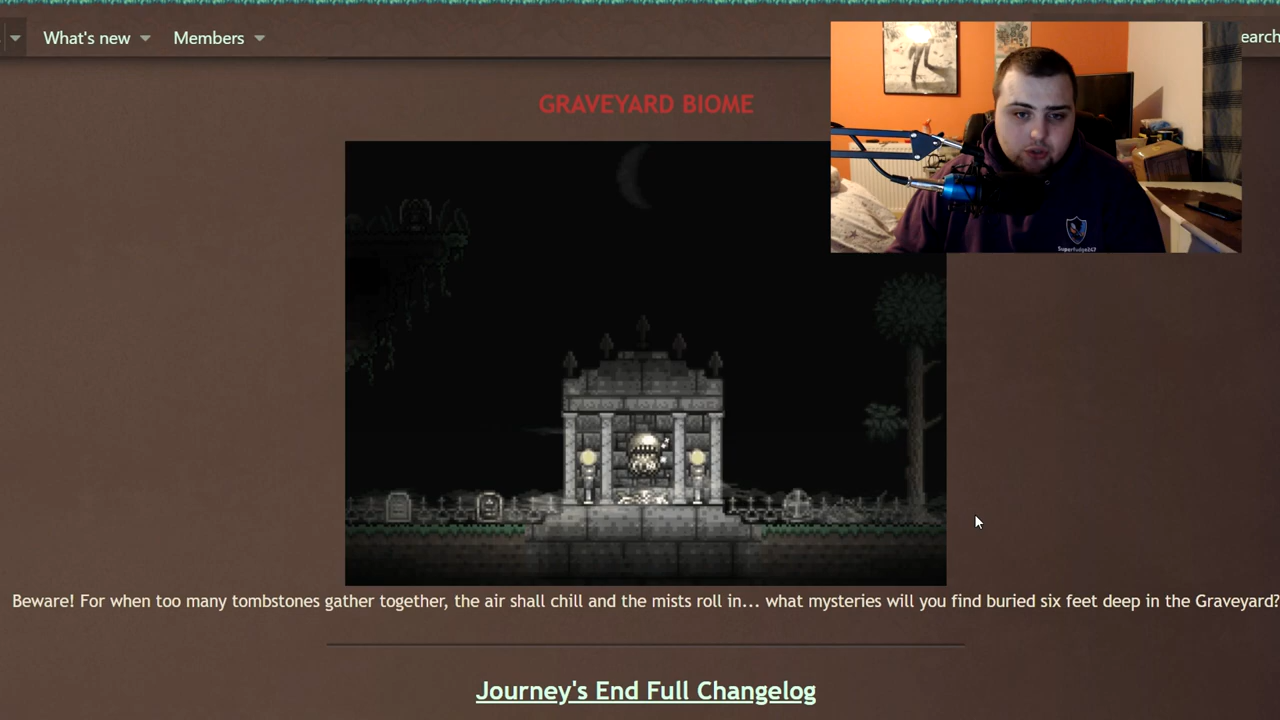 What's new
Members
earch
GRAVEYARD BIOME
Superfudge247
Beware! For when too many tombstones gather together, the air shall chill and the mists roll in... what mysteries will you find buried six feet deep in the Graveyard?
Journey's End Full Changelog